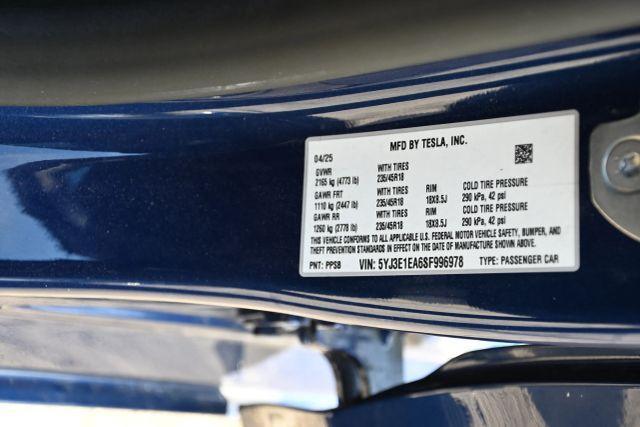 MFD BY TESLA, INC.
04/25
GVWR WITH TIRES
2165 kg (4773 lb) 235/45R18
GAWR FRT WITH TIRES RIM COLD TIRE PRESSURE
1110 kg (2447 lb) 235/45R18 18X8.5J 290 kPa, 42 psi
GAWR RR WITH TIRES RIM COLD TIRE PRESSURE
1260 kg (2778 lb) 235/45R18 18X8.5J 290 kPa, 42 psi
THIS VEHICLE CONFORMS TO ALL APPLICABLE U.S. FEDERAL MOTOR VEHICLE SAFETY, BUMPER, AND
THEFT PREVENTION STANDARDS IN EFFECT ON THE DATE OF MANUFACTURE SHOWN ABOVE.
PNT: PPSB VIN: 5YJ3E1EA6SF996978 TYPE: PASSENGER CAR